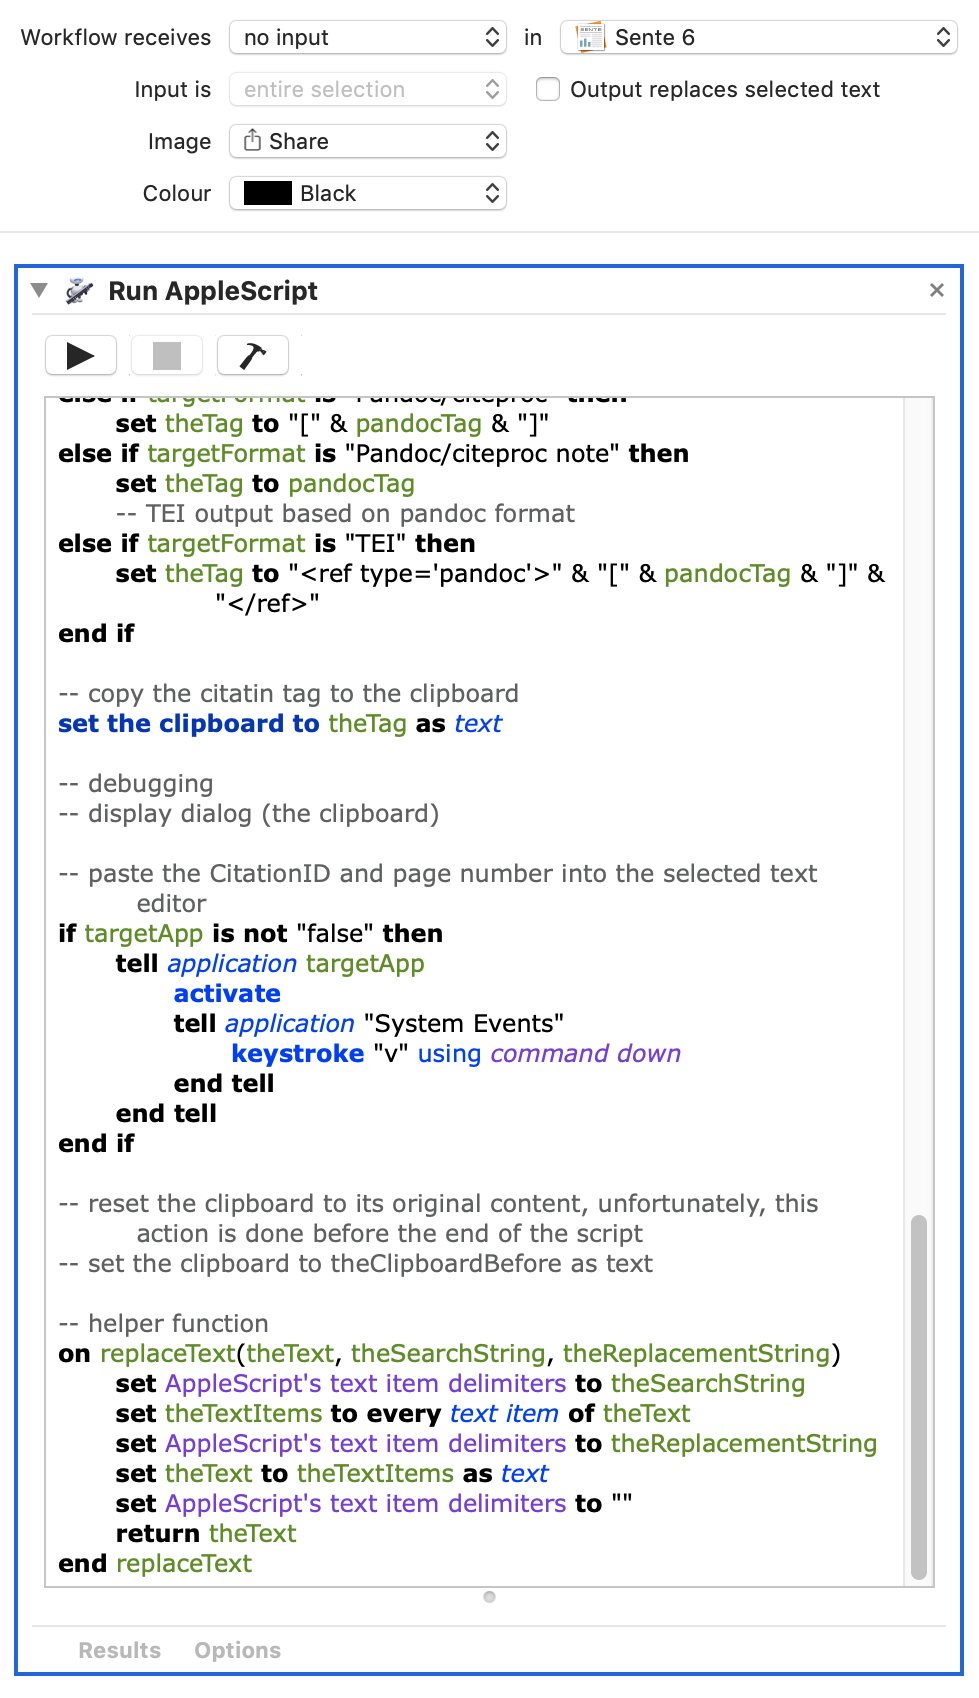 Workflow receives no input in Sente 6
Input is entire selection Output replaces selected text
Image Share
Colour Black
Run AppleScript
else if targetFormat is "Pandoc/citeproc" then
set theTag to "[" & pandocTag & "]"
else if targetFormat is "Pandoc/citeproc note" then
set theTag to pandocTag
-- TEI output based on pandoc format
else if targetFormat is "TEI" then
set theTag to "<ref type='pandoc'>" & "[" & pandocTag & "]" &
"</ref>"
end if
-- copy the citatin tag to the clipboard
set the clipboard to theTag as text
-- debugging
-- display dialog (the clipboard)
-- paste the CitationID and page number into the selected text
editor
if targetApp is not "false" then
tell application targetApp
activate
tell application "System Events"
keystroke "v" using command down
end tell
end tell
end if
-- reset the clipboard to its original content, unfortunately, this
action is done before the end of the script
-- set the clipboard to theClipboardBefore as text
-- helper function
on replaceText(theText, theSearchString, theReplacementString)
set AppleScript's text item delimiters to theSearchString
set theTextItems to every text item of theText
set AppleScript's text item delimiters to theReplacementString
set theText to theTextItems as text
set AppleScript's text item delimiters to ""
return theText
end replaceText
Results Options